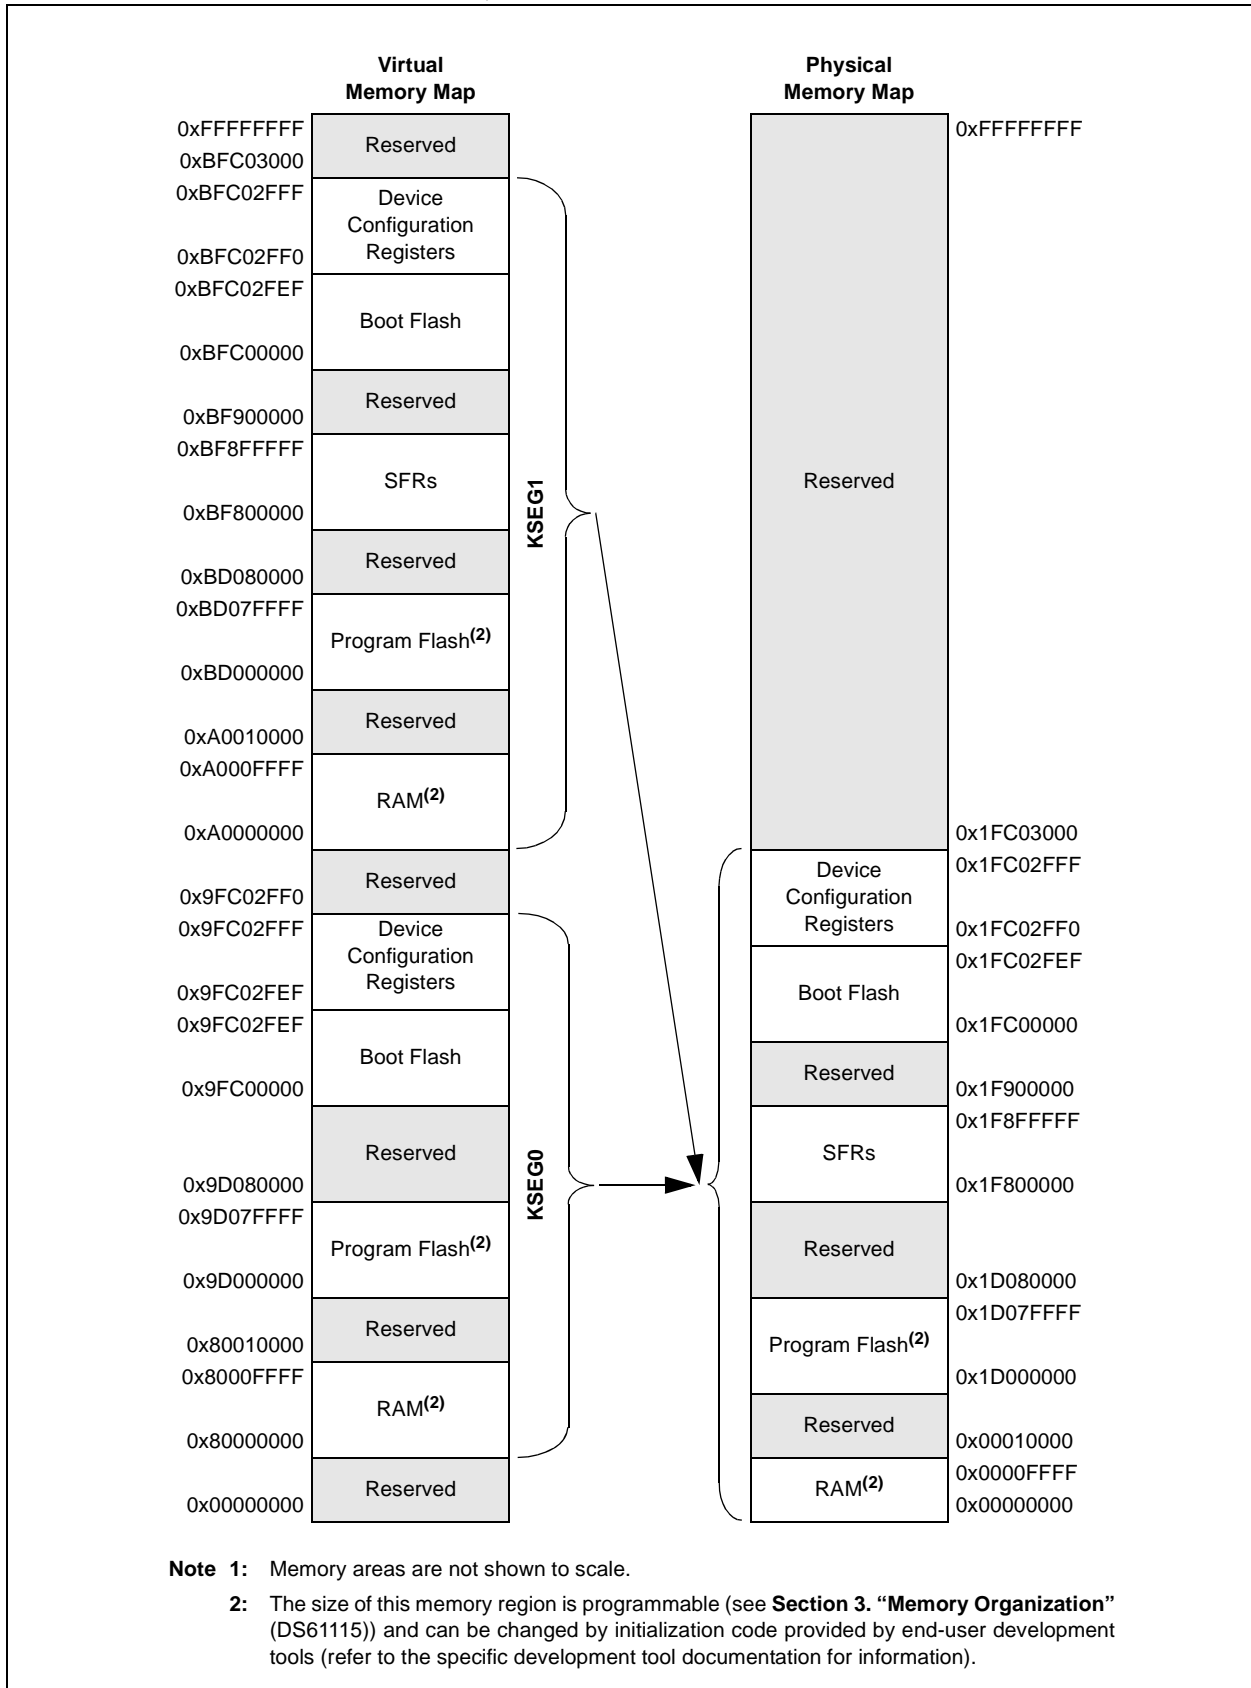 Virtual
Memory Map
0xFFFFFFFF
Reserved
0xBFC03000
0xBFC02FFF
Device
Configuration
Registers
0xBFC02FF0
0xBFC02FEF
Boot Flash
0xBFC00000
Reserved
0xBF900000
0xBF8FFFFF
SFRs
0xBF800000
Reserved
0xBD080000
0xBD07FFFF
Program Flash(2)
0xBD000000
Reserved
0xA0010000
0xA000FFFF
RAM(2)
0xA0000000
KSEG1
Reserved
0x9FC02FF0
0x9FC02FFF
Device
Configuration
Registers
0x9FC02FEF
0x9FC02FEF
Boot Flash
0x9FC00000
Reserved
0x9D080000
0x9D07FFFF
Program Flash(2)
0x9D000000
Reserved
0x80010000
0x8000FFFF
RAM(2)
0x80000000
KSEG0
Reserved
0x00000000
Physical
Memory Map
0xFFFFFFFF
Reserved
0x1FC03000
0x1FC02FFF
Device
Configuration
Registers
0x1FC02FF0
0x1FC02FEF
Boot Flash
0x1FC00000
Reserved
0x1F900000
0x1F8FFFFF
SFRs
0x1F800000
Reserved
0x1D080000
0x1D07FFFF
Program Flash(2)
0x1D000000
Reserved
0x00010000
0x0000FFFF
RAM(2)
0x00000000
Note 1: Memory areas are not shown to scale.
2: The size of this memory region is programmable (see Section 3. “Memory Organization”
(DS61115)) and can be changed by initialization code provided by end-user development
tools (refer to the specific development tool documentation for information).